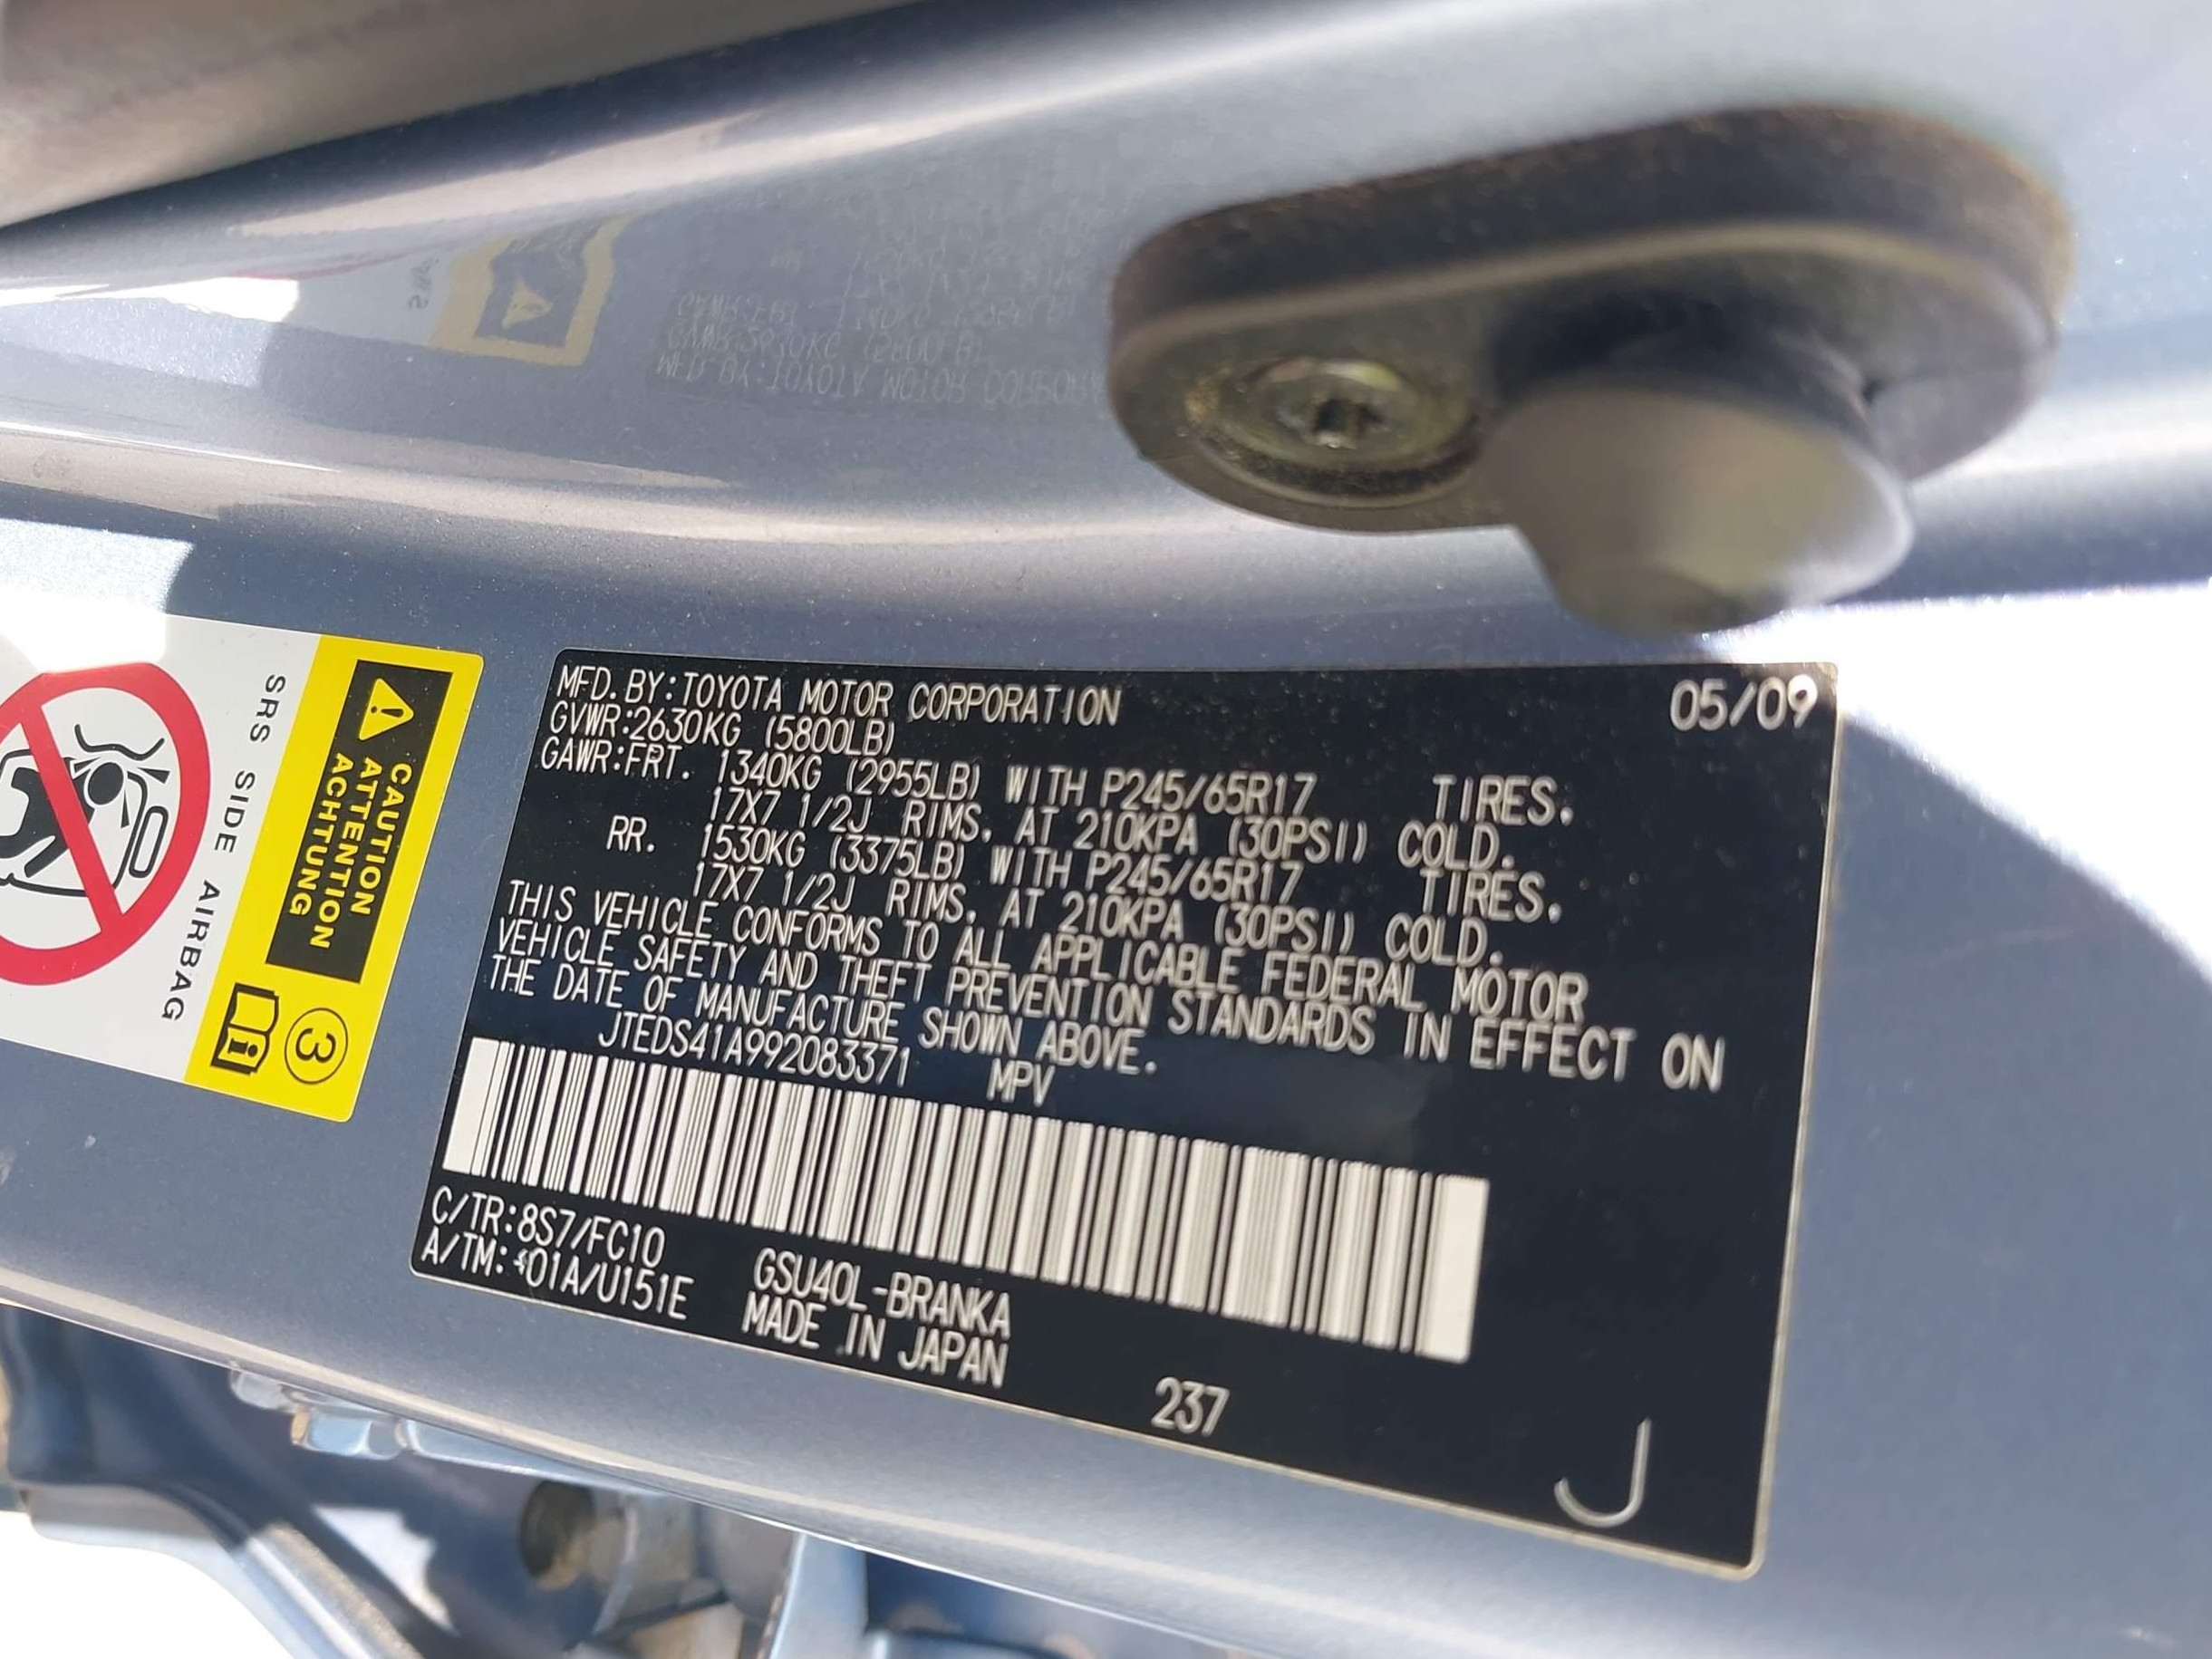 MFD. BY: TOYOTA MOTOR CORPORATION 05/09
GVWR: 2630KG (5800LB)
GAWR: FRT. 1340KG (2955LB) WITH P245/65R17 TIRES.
17X7 1/2J RIMS, AT 210KPA (30PSI) COLD.
RR. 1530KG (3375LB) WITH P245/65R17 TIRES.
17X7 1/2J RIMS, AT 210KPA (30PSI) COLD.
THIS VEHICLE CONFORMS TO ALL APPLICABLE FEDERAL MOTOR
VEHICLE SAFETY AND THEFT PREVENTION STANDARDS IN EFFECT ON
THE DATE OF MANUFACTURE SHOWN ABOVE.
JTEDS41A992083371 MPV
C/TR: 8S7/FC10
A/TM: -01A/U151E
GSU40L-BRANKA
MADE IN JAPAN
237
J
CAUTION
ATTENTION
ACHTUNG
3
SRS SIDE AIRBAG